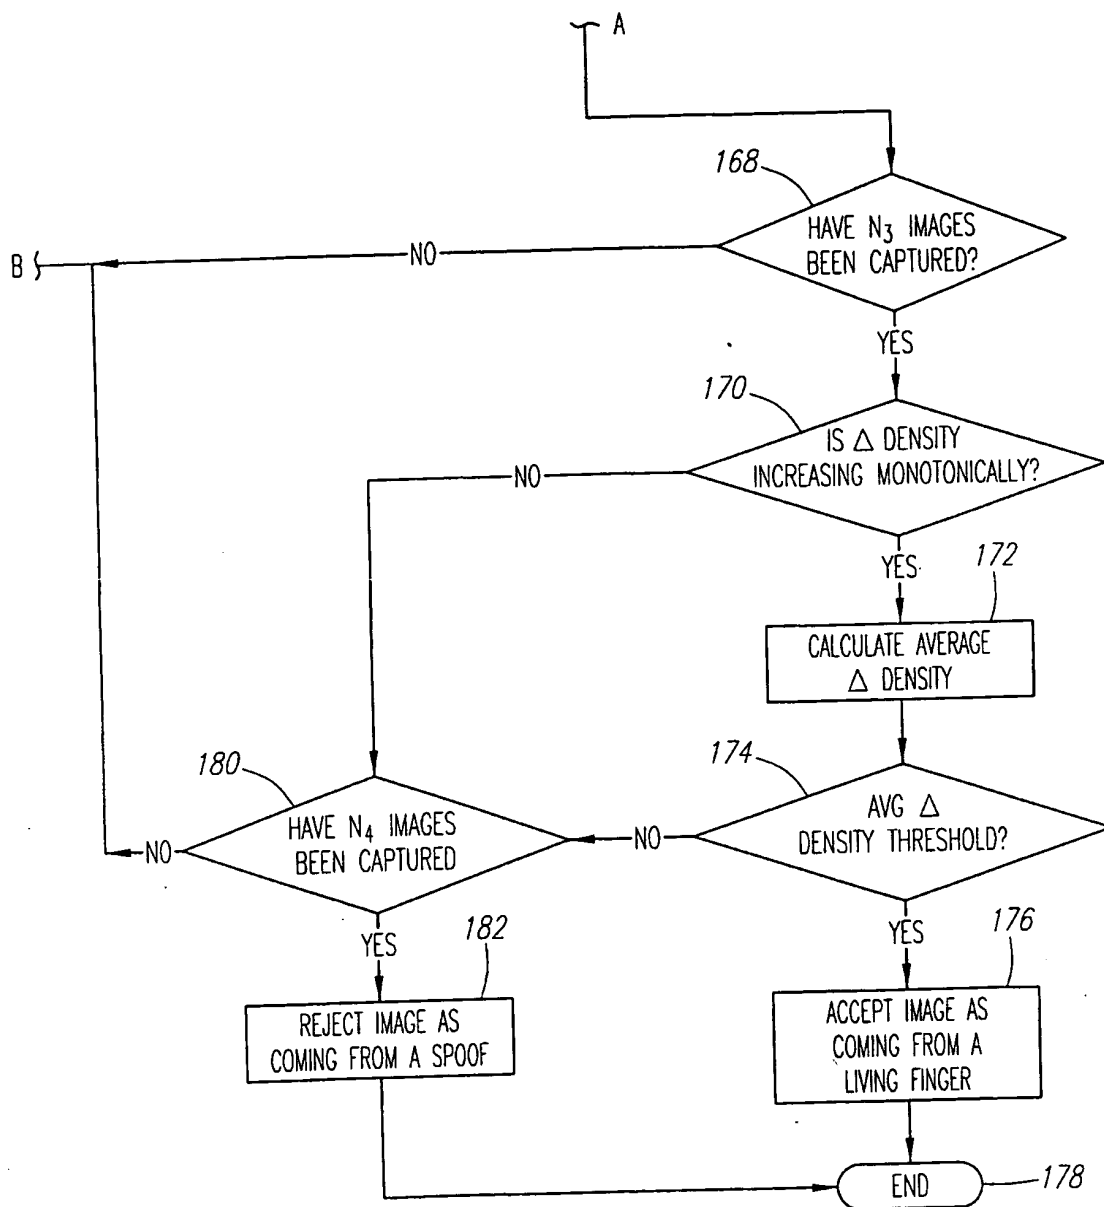 A
168
HAVE N3 IMAGES
BEEN CAPTURED?
B
NO
YES
170
IS Δ DENSITY
INCREASING MONOTONICALLY?
NO
YES
172
CALCULATE AVERAGE
Δ DENSITY
174
AVG Δ
DENSITY THRESHOLD?
180
HAVE N4 IMAGES
BEEN CAPTURED
NO
NO
YES
YES
182
REJECT IMAGE AS
COMING FROM A SPOOF
176
ACCEPT IMAGE AS
COMING FROM A
LIVING FINGER
END
178